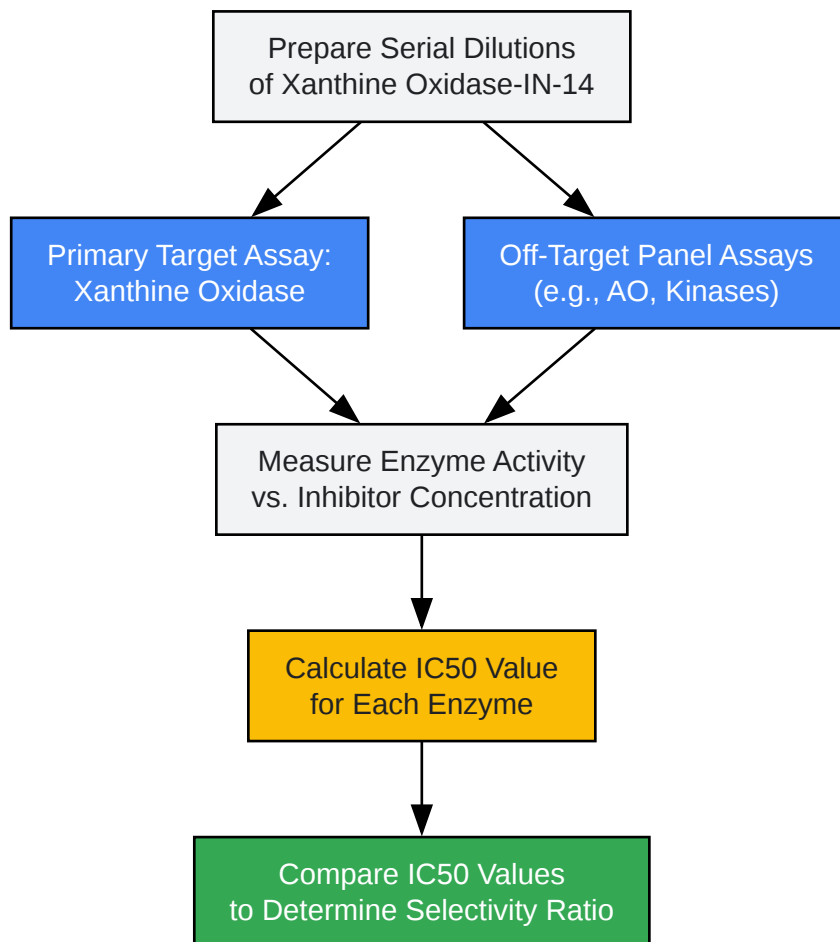 Prepare Serial Dilutions
of Xanthine Oxidase-IN-14
Primary Target Assay:
Xanthine Oxidase
Off-Target Panel Assays
(e.g., AO, Kinases)
Measure Enzyme Activity
vs. Inhibitor Concentration
Calculate IC50 Value
for Each Enzyme
Compare IC50 Values
to Determine Selectivity Ratio